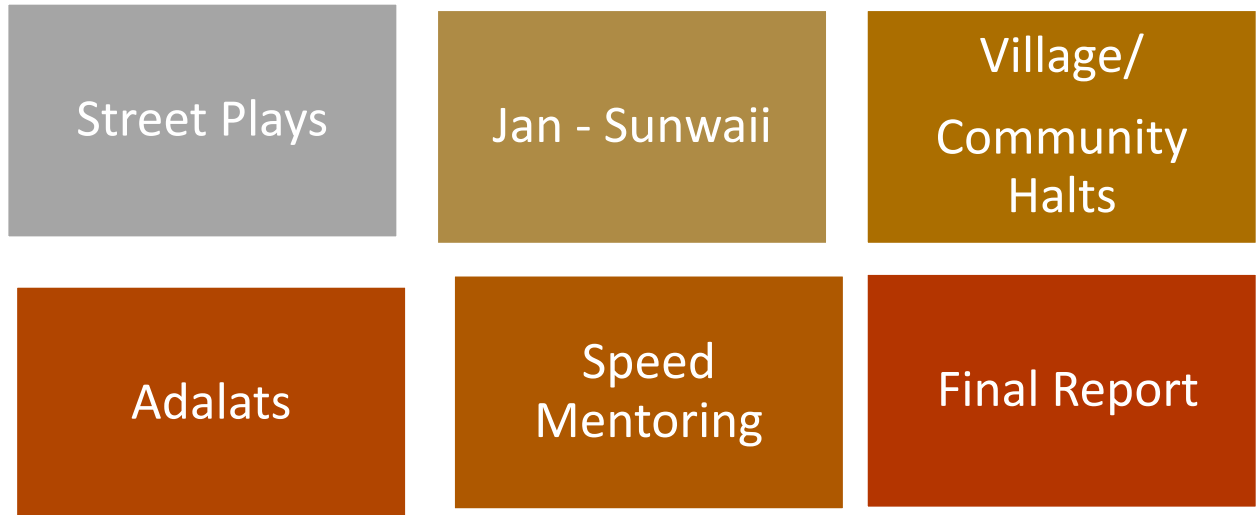 Street Plays
Jan - Sunwaii
Village/
Community
Halts
Adalats
Speed
Mentoring
Final Report